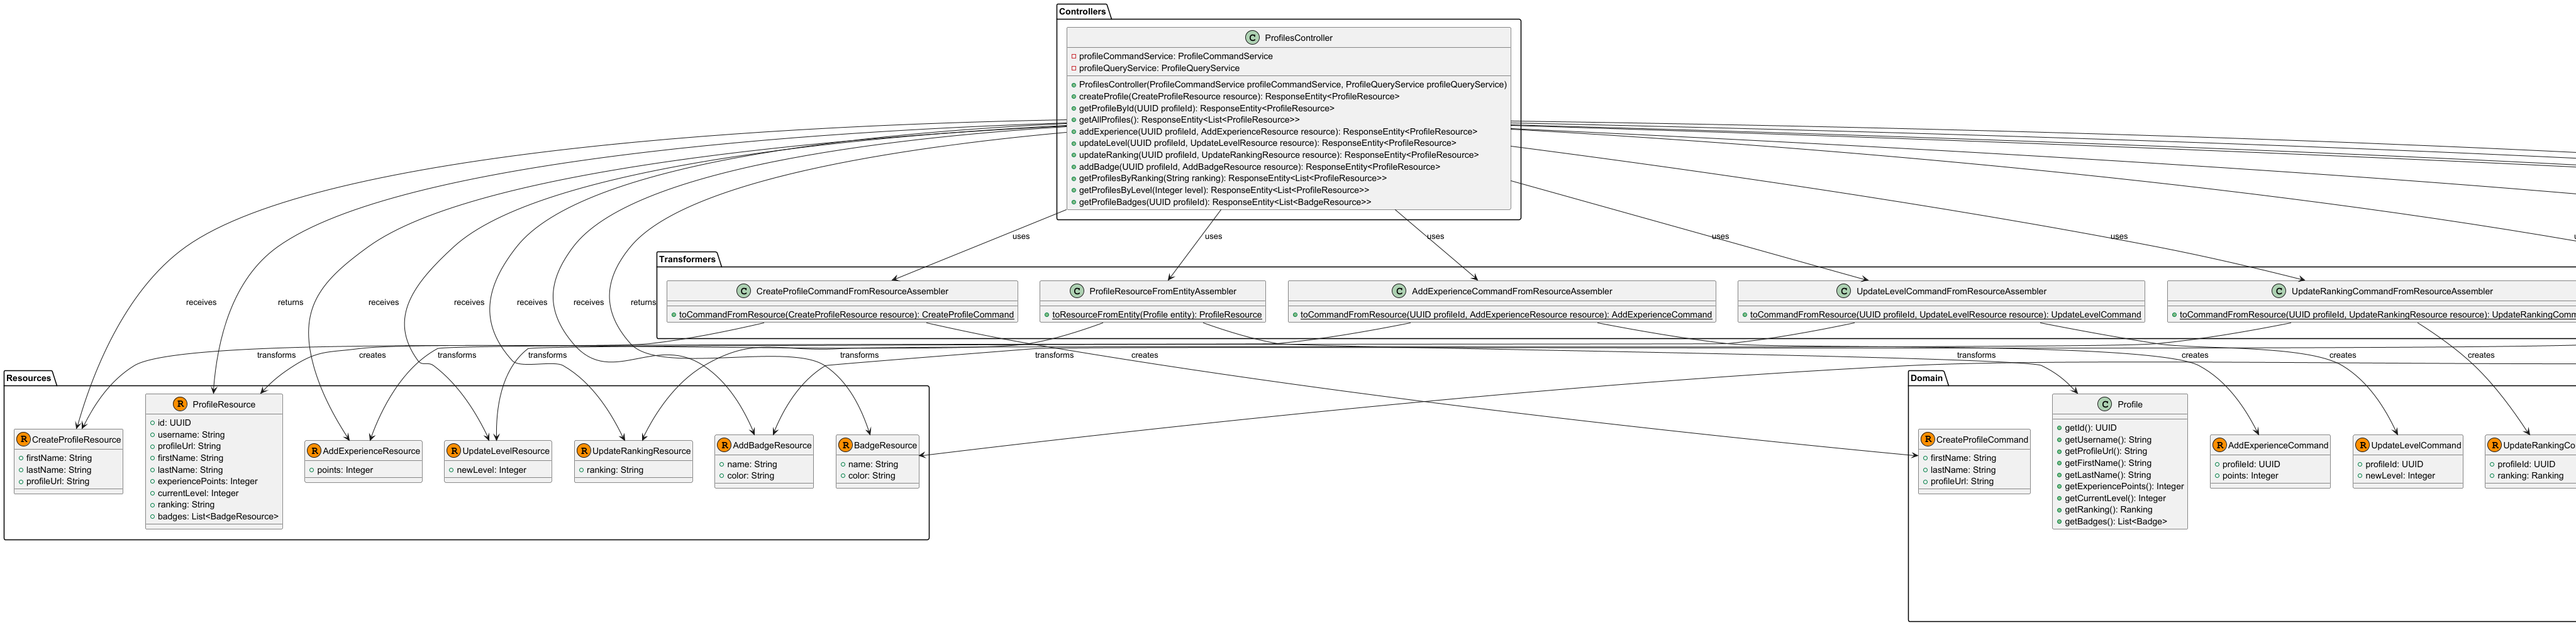 Controllers
C ProfilesController
profileCommandService: ProfileCommandService
profileQueryService: ProfileQueryService
ProfilesController(ProfileCommandService profileCommandService, ProfileQueryService profileQueryService)
createProfile(CreateProfileResource resource): ResponseEntity<ProfileResource>
getProfileById(UUID profileId): ResponseEntity<ProfileResource>
getAllProfiles(): ResponseEntity<List<ProfileResource>>
addExperience(UUID profileId, AddExperienceResource resource): ResponseEntity<ProfileResource>
updateLevel(UUID profileId, UpdateLevelResource resource): ResponseEntity<ProfileResource>
updateRanking(UUID profileId, UpdateRankingResource resource): ResponseEntity<ProfileResource>
addBadge(UUID profileId, AddBadgeResource resource): ResponseEntity<ProfileResource>
getProfilesByRanking(String ranking): ResponseEntity<List<ProfileResource>>
getProfilesByLevel(Integer level): ResponseEntity<List<ProfileResource>>
getProfileBadges(UUID profileId): ResponseEntity<List<BadgeResource>>
uses
uses
uses
uses
uses
Transformers
C CreateProfileCommandFromResourceAssembler
toCommandFromResource(CreateProfileResource resource): CreateProfileCommand
C ProfileResourceFromEntityAssembler
toResourceFromEntity(Profile entity): ProfileResource
C AddExperienceCommandFromResourceAssembler
toCommandFromResource(UUID profileId, AddExperienceResource resource): AddExperienceCommand
C UpdateLevelCommandFromResourceAssembler
toCommandFromResource(UUID profileId, UpdateLevelResource resource): UpdateLevelCommand
C UpdateRankingCommandFromResourceAssembler
toCommandFromResource(UUID profileId, UpdateRankingResource resource): UpdateRankingComm
receives
returns
receives
receives
receives
receives
returns
transforms
creates
transforms
transforms
transforms
transforms
creates
transforms
creates
creates
creates
Resources
R CreateProfileResource
firstName: String
lastName: String
profileUrl: String
R ProfileResource
id: UUID
username: String
profileUrl: String
firstName: String
lastName: String
experiencePoints: Integer
currentLevel: Integer
ranking: String
badges: List<BadgeResource>
R AddExperienceResource
points: Integer
R UpdateLevelResource
newLevel: Integer
R UpdateRankingResource
ranking: String
R AddBadgeResource
name: String
color: String
R BadgeResource
name: String
color: String
Domain
R CreateProfileCommand
firstName: String
lastName: String
profileUrl: String
C Profile
getId(): UUID
getUsername(): String
getProfileUrl(): String
getFirstName(): String
getLastName(): String
getExperiencePoints(): Integer
getCurrentLevel(): Integer
getRanking(): Ranking
getBadges(): List<Badge>
R AddExperienceCommand
profileId: UUID
points: Integer
R UpdateLevelCommand
profileId: UUID
newLevel: Integer
R UpdateRankingCo
profileId: UUID
ranking: Ranking